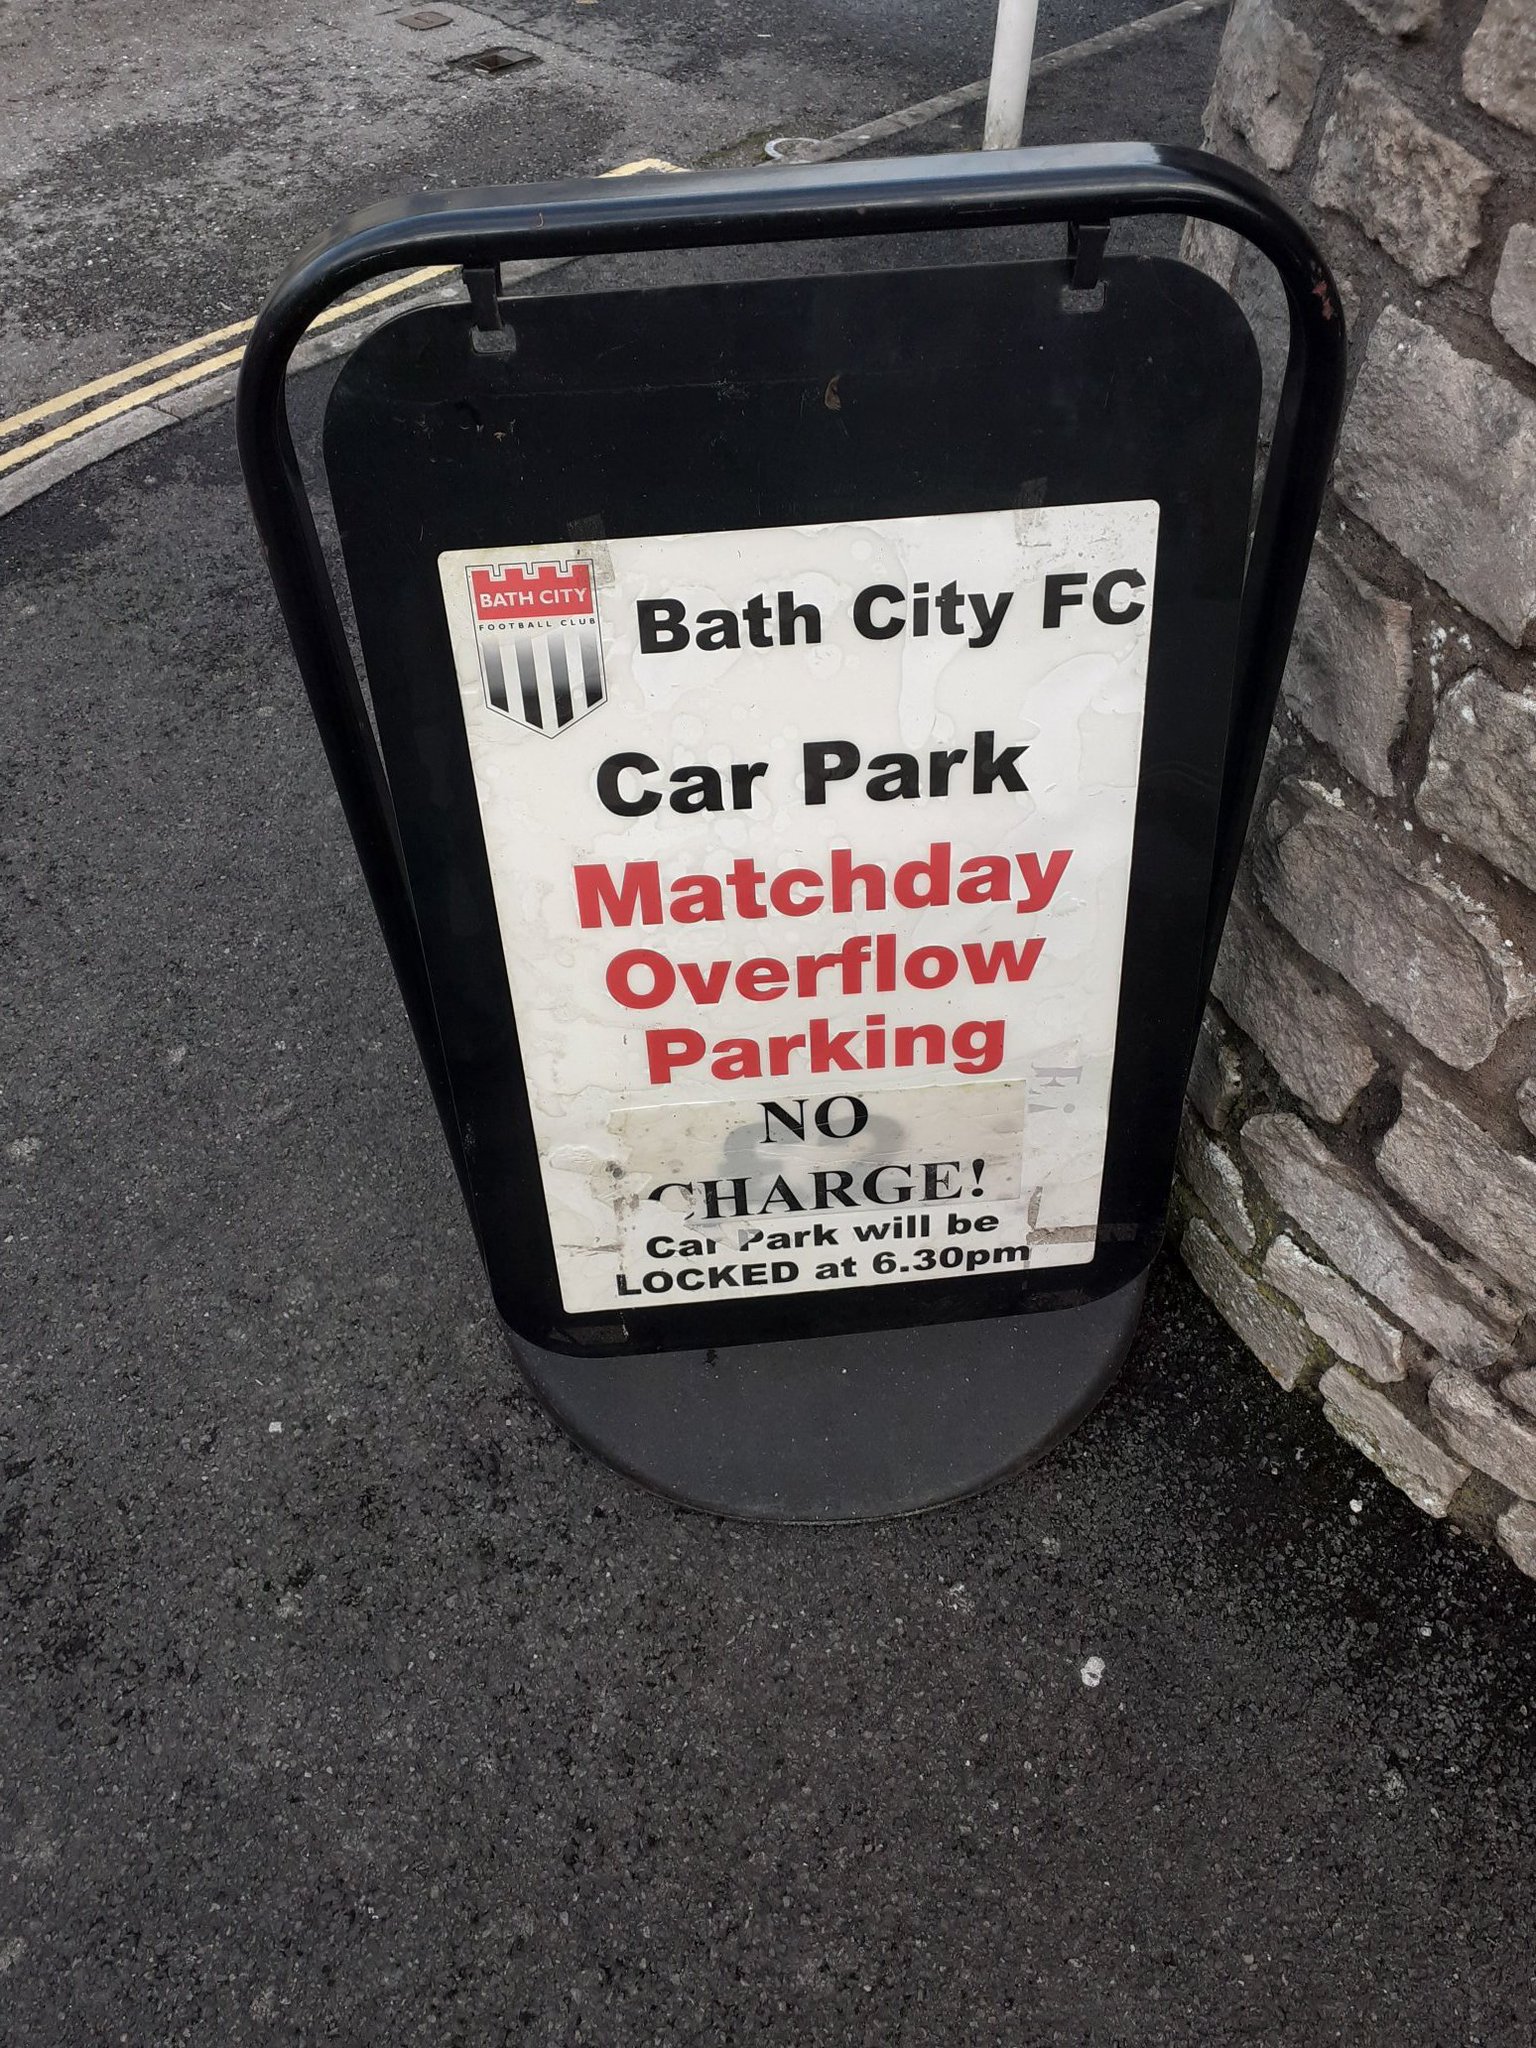 BATH CITY
FOOTBALL CLUB
Bath City FC
Car Park
Matchday
Overflow
Parking
NO
CHARGE!
Car Park will be
LOCKED at 6.30pm